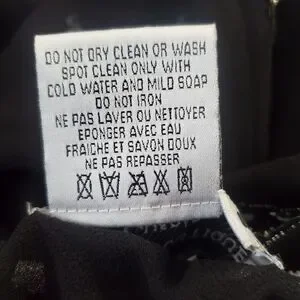 DO NOT DRY CLEAN OR WASH
SPOT CLEAN ONLY WITH
COLD WATER AND MILD SOAP
DO NOT IRON
NE PAS LAVER OU NETTOYER
EPONGER AVEC EAU
FRAICHE ET SAVON DOUX
NE PAS REPASSER